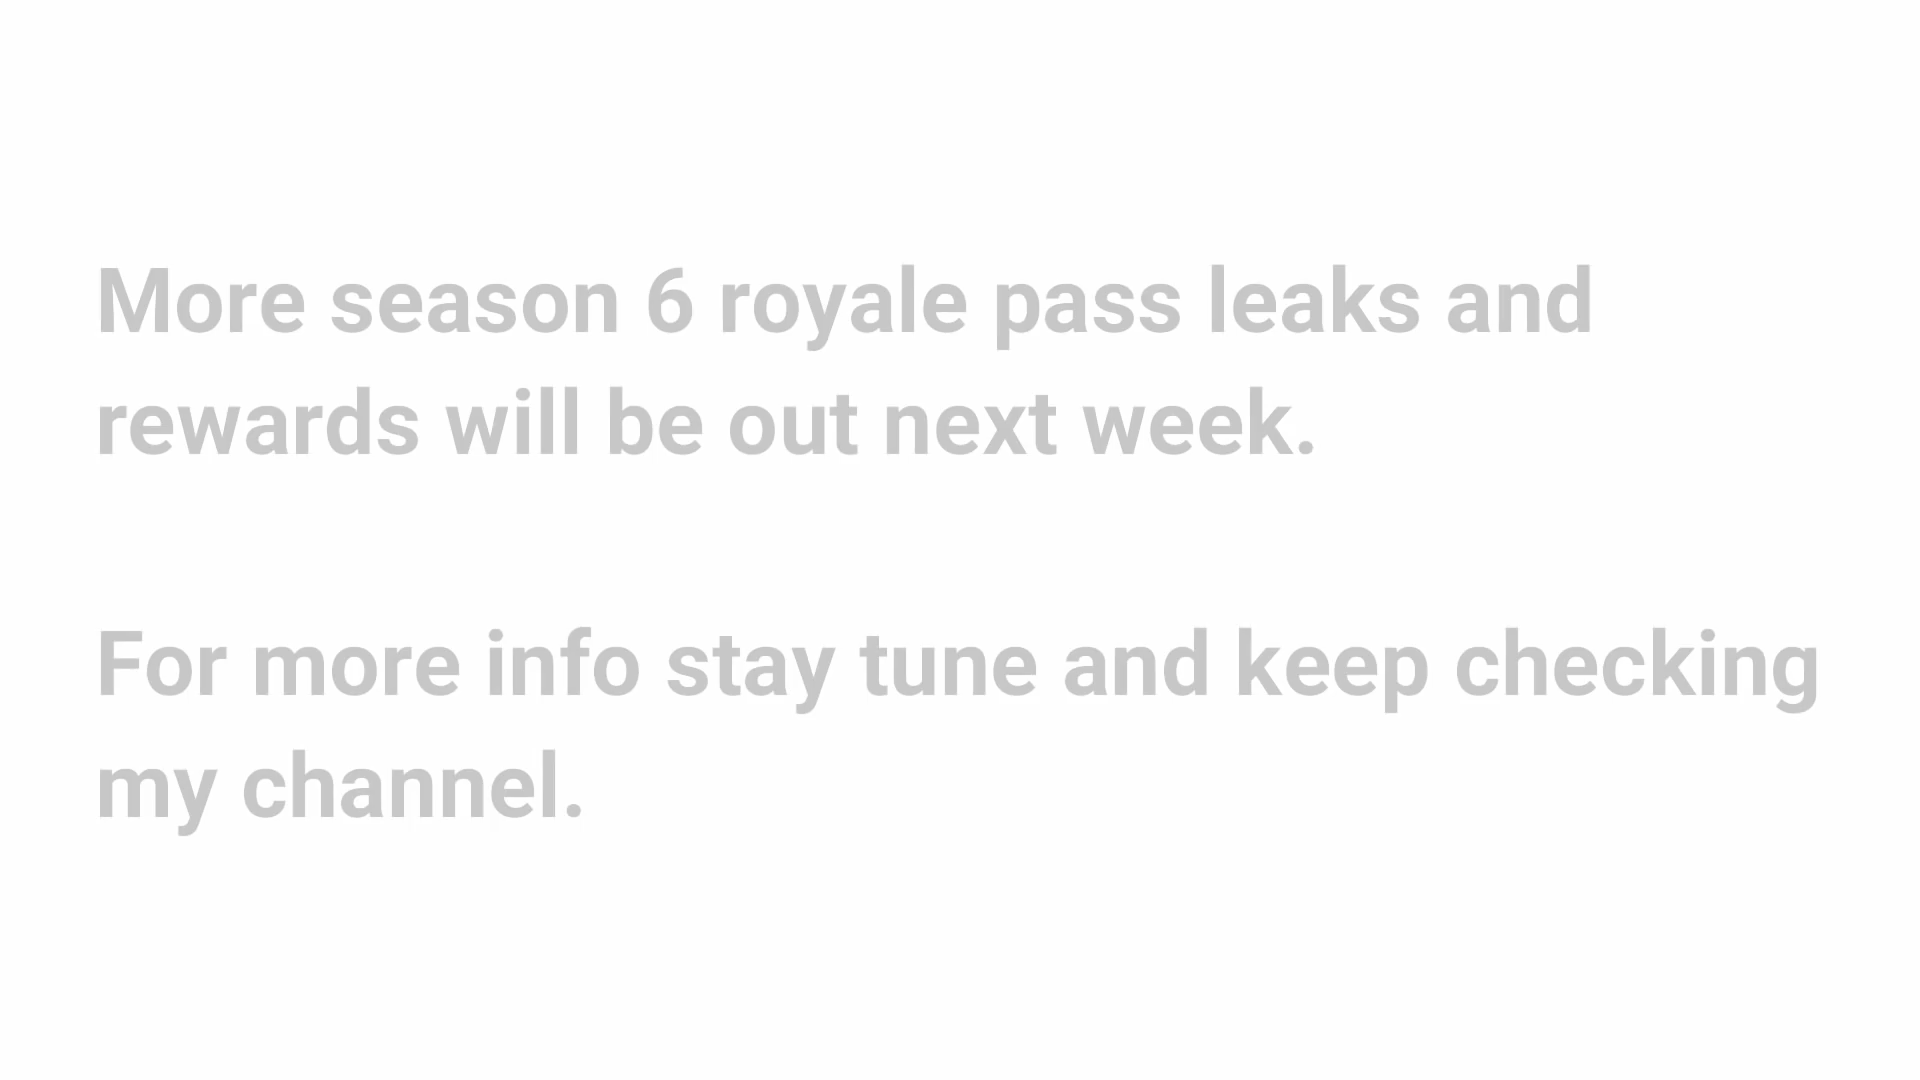 More season 6 royale pass leaks and
rewards will be out next week.
For more info stay tune and keep checking
my channel.